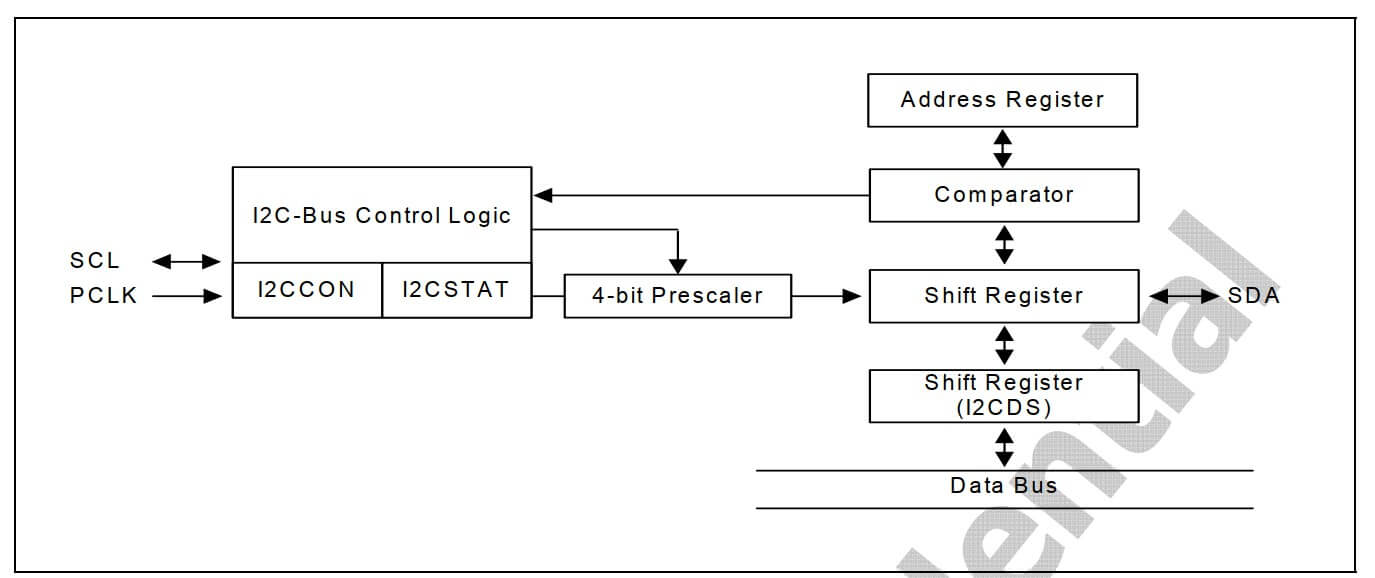 Address Register
Comparator
I2C-Bus Control Logic
SCL
PCLK
I2CCON
I2CSTAT
4-bit Prescaler
Shift Register
SDA
Shift Register
(I2CDS)
Data Bus
ential